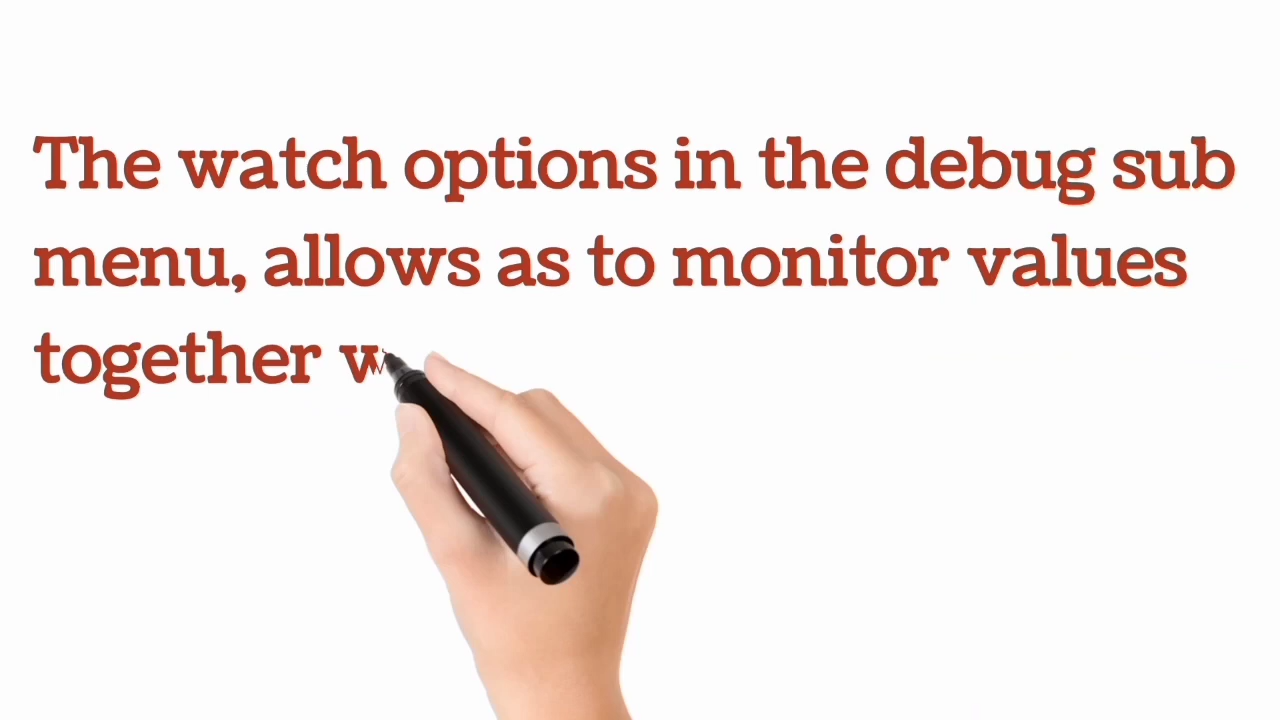 The watch options in the debug sub
menu, allows as to monitor values
together w